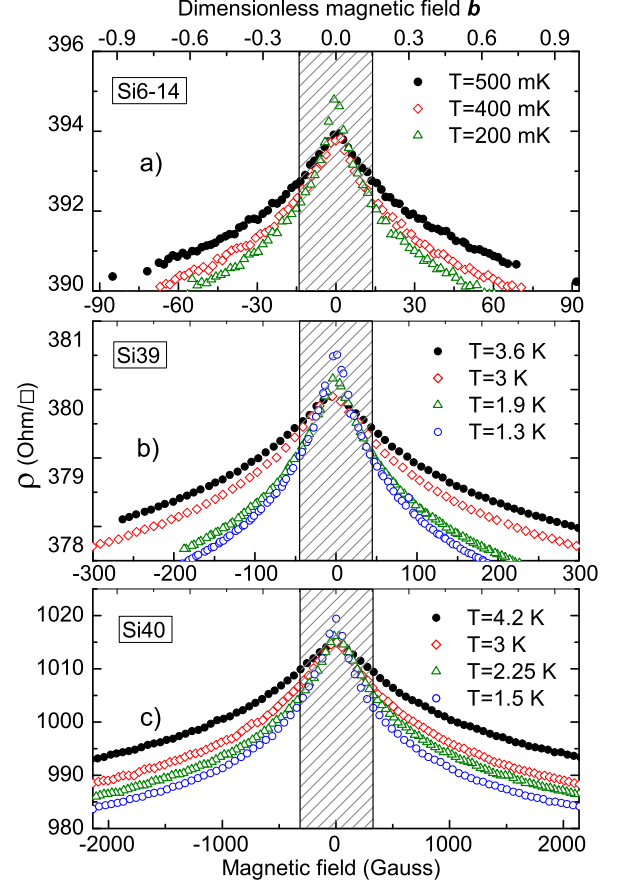 Dimensionless magnetic field b
-0.9 -0.6 -0.3 0.0 0.3 0.6 0.9
396
394
392
390
Si6-14
a)
T=500 mK
T=400 mK
T=200 mK
-90 -60 -30 0 30 60 90
381
380
379
378
Si39
b)
T=3.6 K
T=3 K
T=1.9 K
T=1.3 K
-300 -200 -100 0 100 200 300
ρ (Ohm/□)
1020
1010
1000
990
980
Si40
c)
T=4.2 K
T=3 K
T=2.25 K
T=1.5 K
-2000 -1000 0 1000 2000
Magnetic field (Gauss)